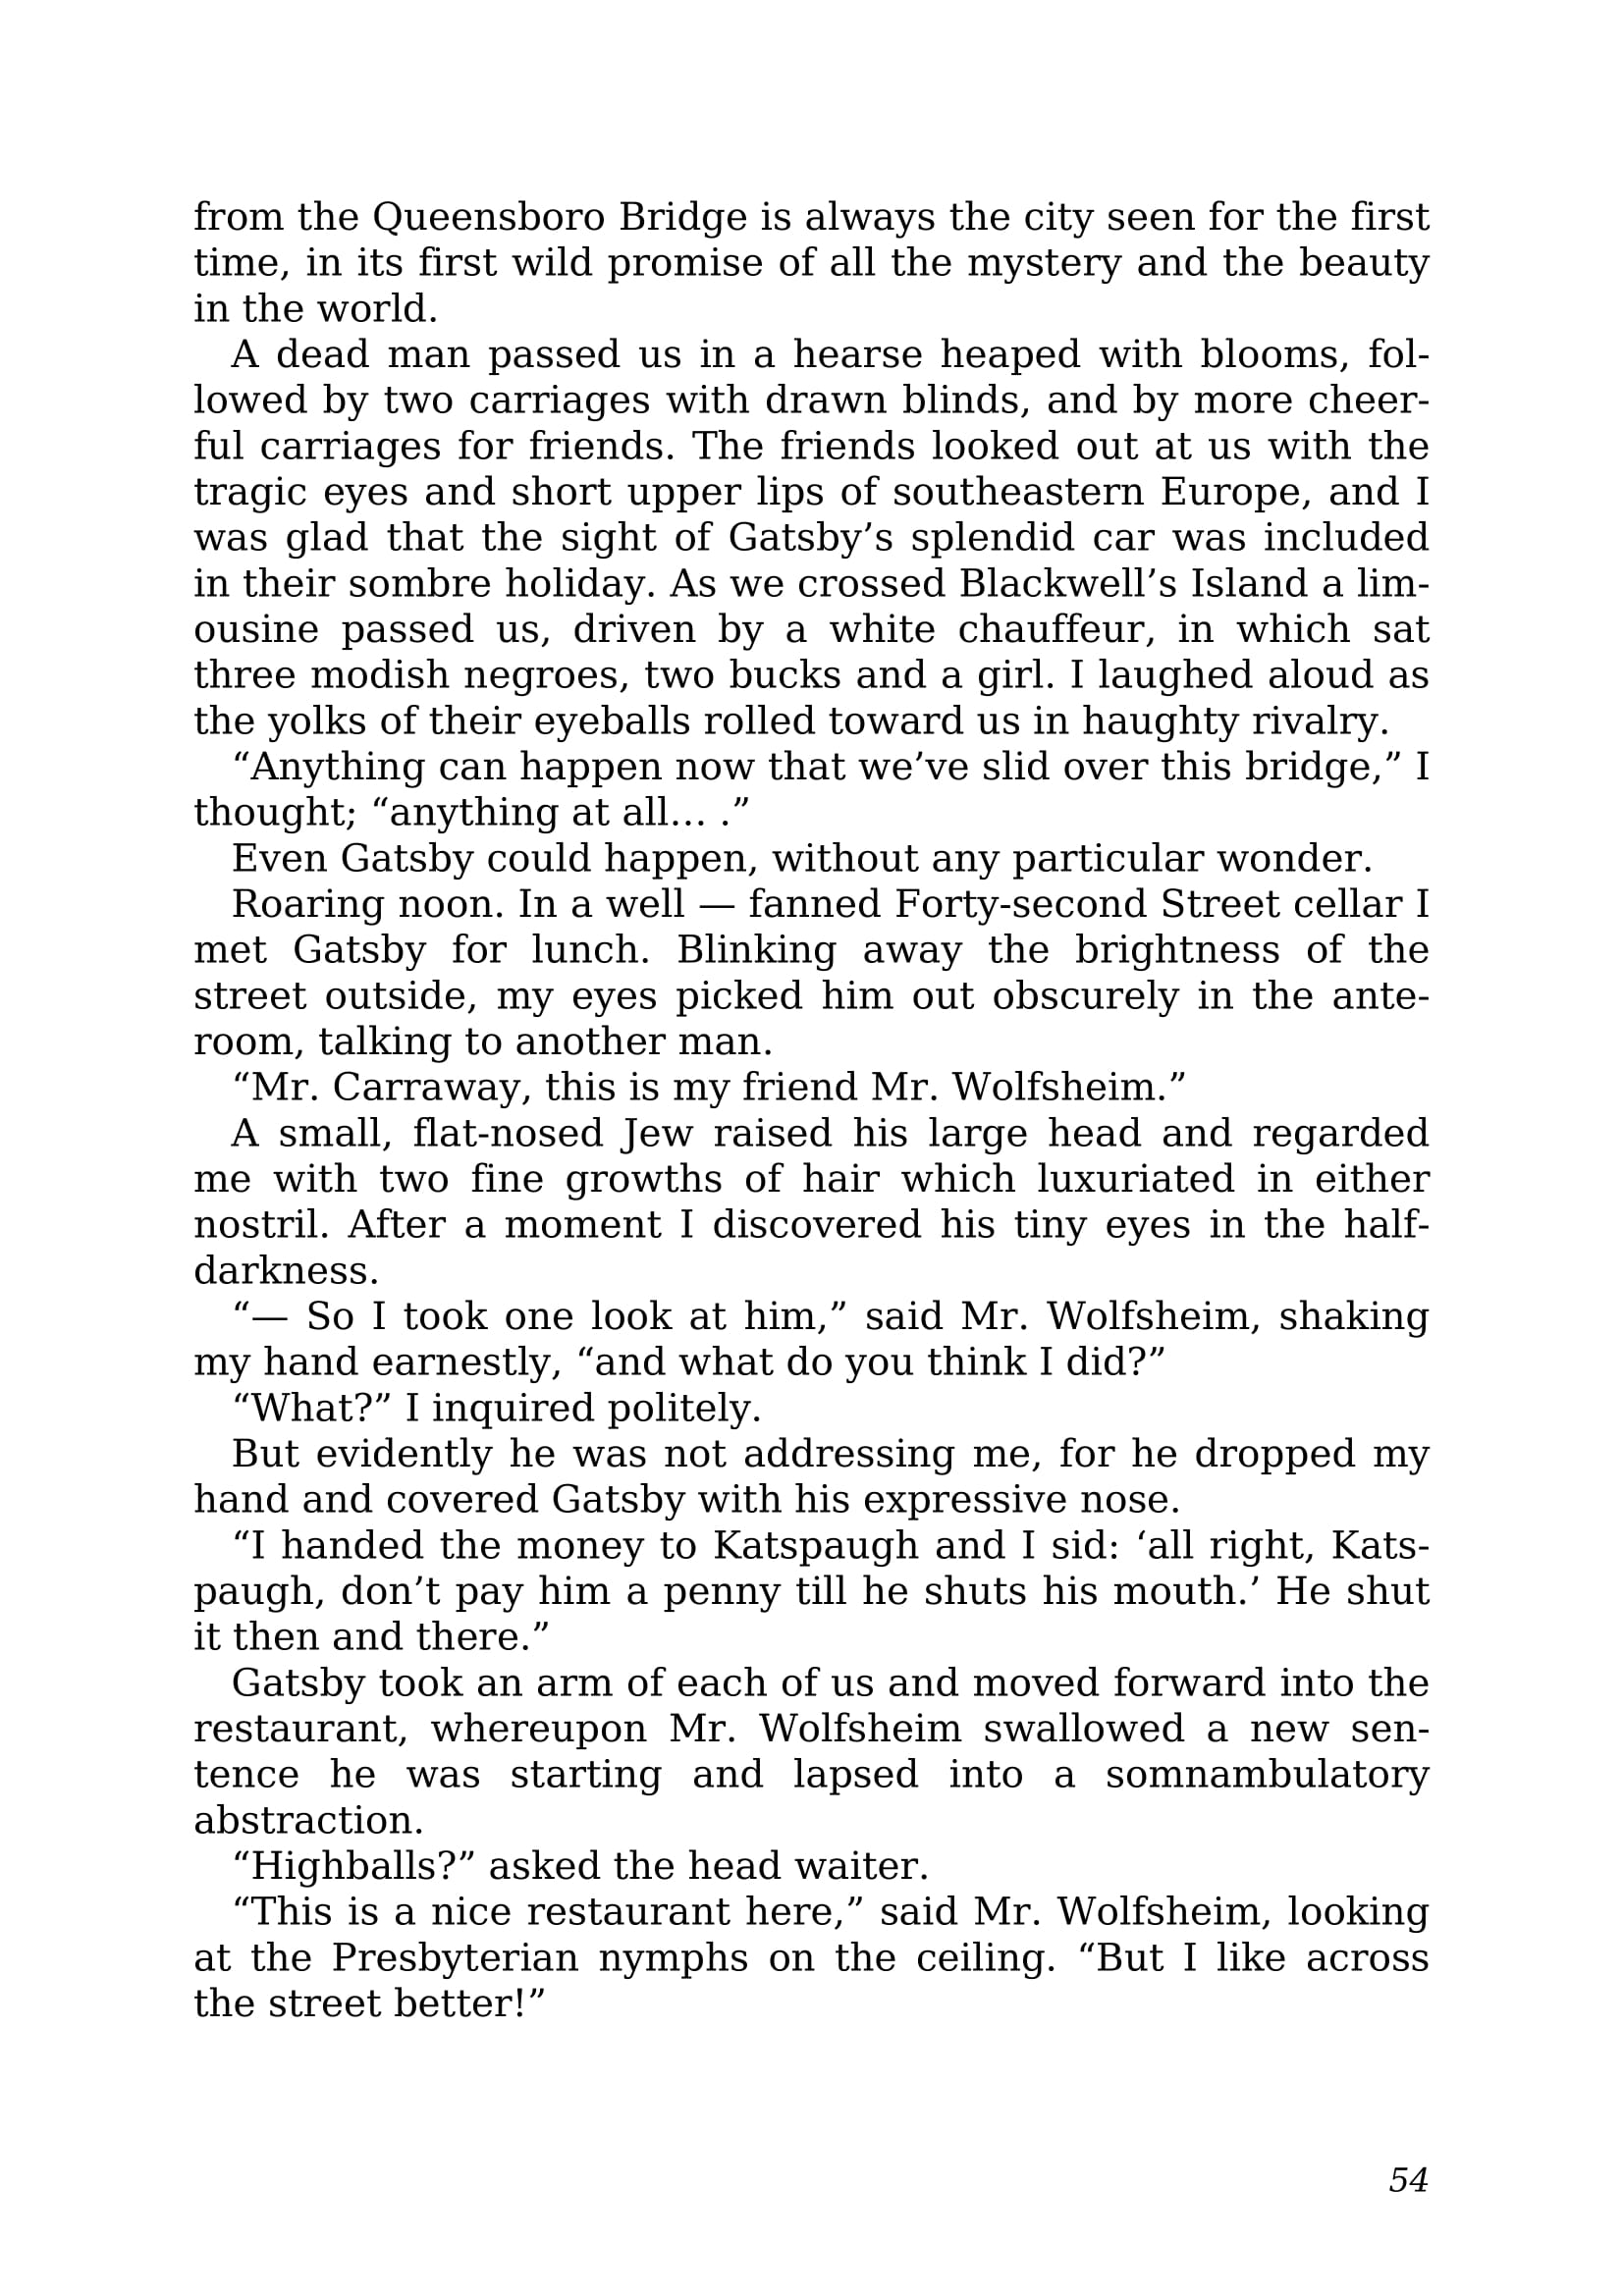 from the Queensboro Bridge is always the city seen for the first
time, in its first wild promise of all the mystery and the beauty
in the world.
A dead man passed us in a hearse heaped with blooms, fol-
lowed by two carriages with drawn blinds, and by more cheer-
ful carriages for friends. The friends looked out at us with the
tragic eyes and short upper lips of southeastern Europe, and I
was glad that the sight of Gatsby’s splendid car was included
in their sombre holiday. As we crossed Blackwell’s Island a lim-
ousine passed us, driven by a white chauffeur, in which sat
three modish negroes, two bucks and a girl. I laughed aloud as
the yolks of their eyeballs rolled toward us in haughty rivalry.
“Anything can happen now that we’ve slid over this bridge,” I
thought; “anything at all… .”
Even Gatsby could happen, without any particular wonder.
Roaring noon. In a well — fanned Forty-second Street cellar I
met Gatsby for lunch. Blinking away the brightness of the
street outside, my eyes picked him out obscurely in the ante-
room, talking to another man.
“Mr. Carraway, this is my friend Mr. Wolfsheim.”
A small, flat-nosed Jew raised his large head and regarded
me with two fine growths of hair which luxuriated in either
nostril. After a moment I discovered his tiny eyes in the half-
darkness.
“— So I took one look at him,” said Mr. Wolfsheim, shaking
my hand earnestly, “and what do you think I did?”
“What?” I inquired politely.
But evidently he was not addressing me, for he dropped my
hand and covered Gatsby with his expressive nose.
“I handed the money to Katspaugh and I sid: ‘all right, Kats-
paugh, don’t pay him a penny till he shuts his mouth.’ He shut
it then and there.”
Gatsby took an arm of each of us and moved forward into the
restaurant, whereupon Mr. Wolfsheim swallowed a new sen-
tence he was starting and lapsed into a somnambulatory
abstraction.
“Highballs?” asked the head waiter.
“This is a nice restaurant here,” said Mr. Wolfsheim, looking
at the Presbyterian nymphs on the ceiling. “But I like across
the street better!”
54